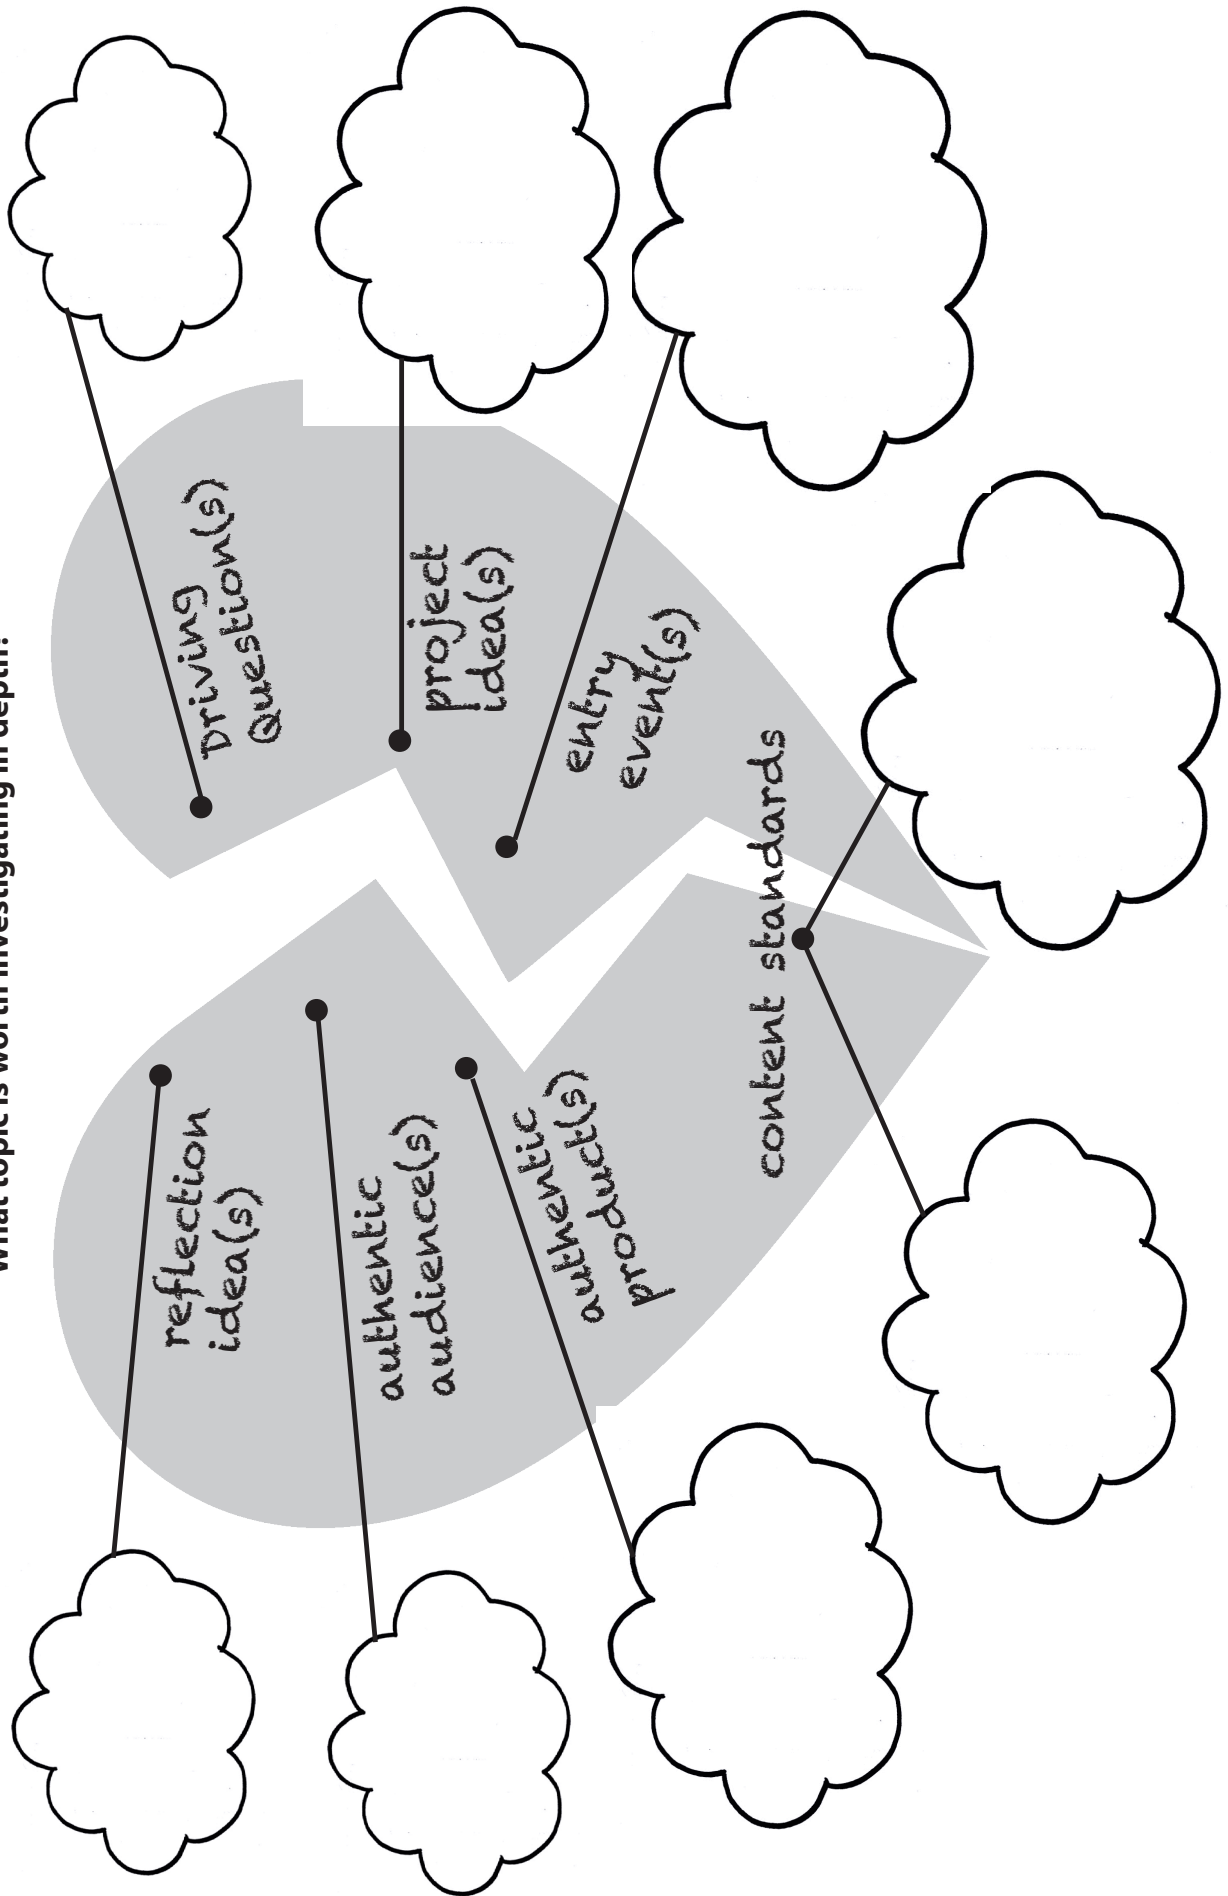 What topic is worth investigating in depth?
reflection
idea(s)
authentic
audience(s)
authentic
product(s)
content standards
Driving
Question(s)
project
idea(s)
entry
event(s)